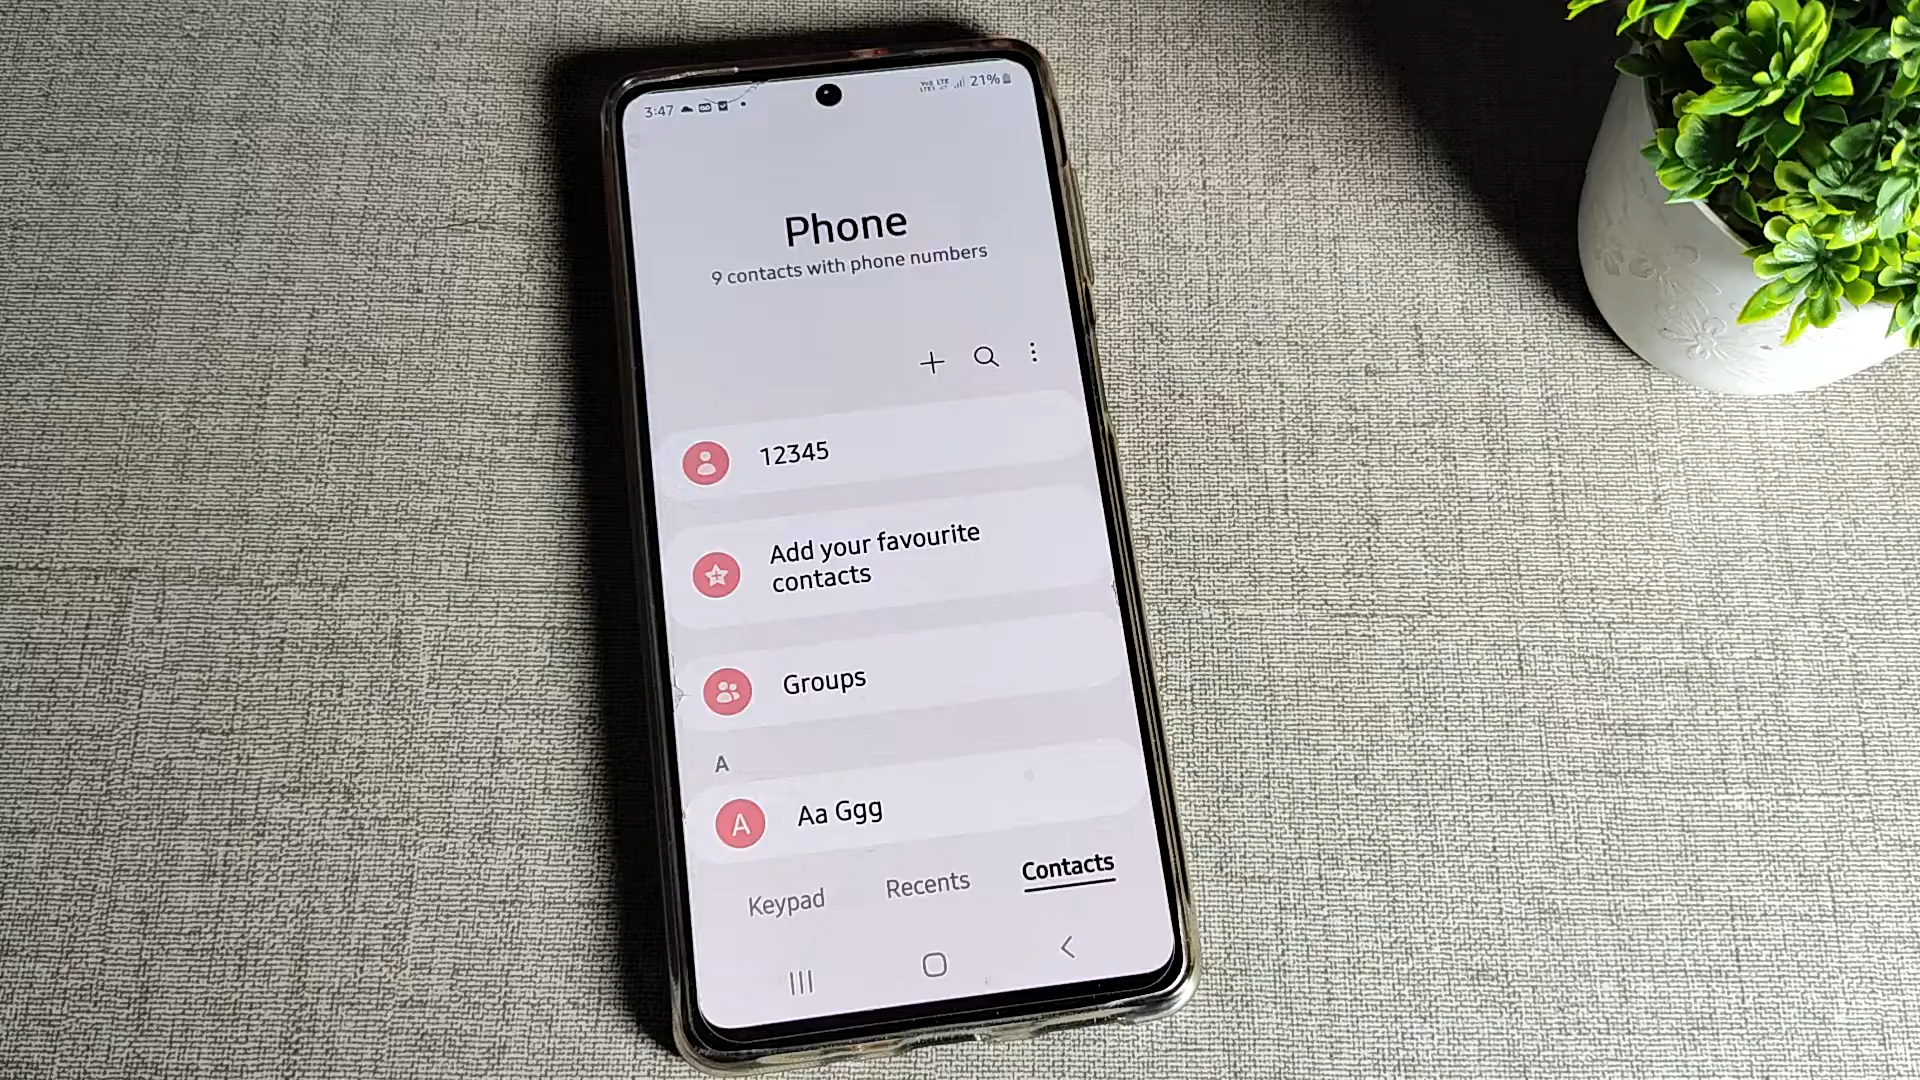 3:47
21%
Phone
9 contacts with phone numbers
12345
Add your favourite
contacts
Groups
A
A Aa Ggg
Keypad Recents Contacts